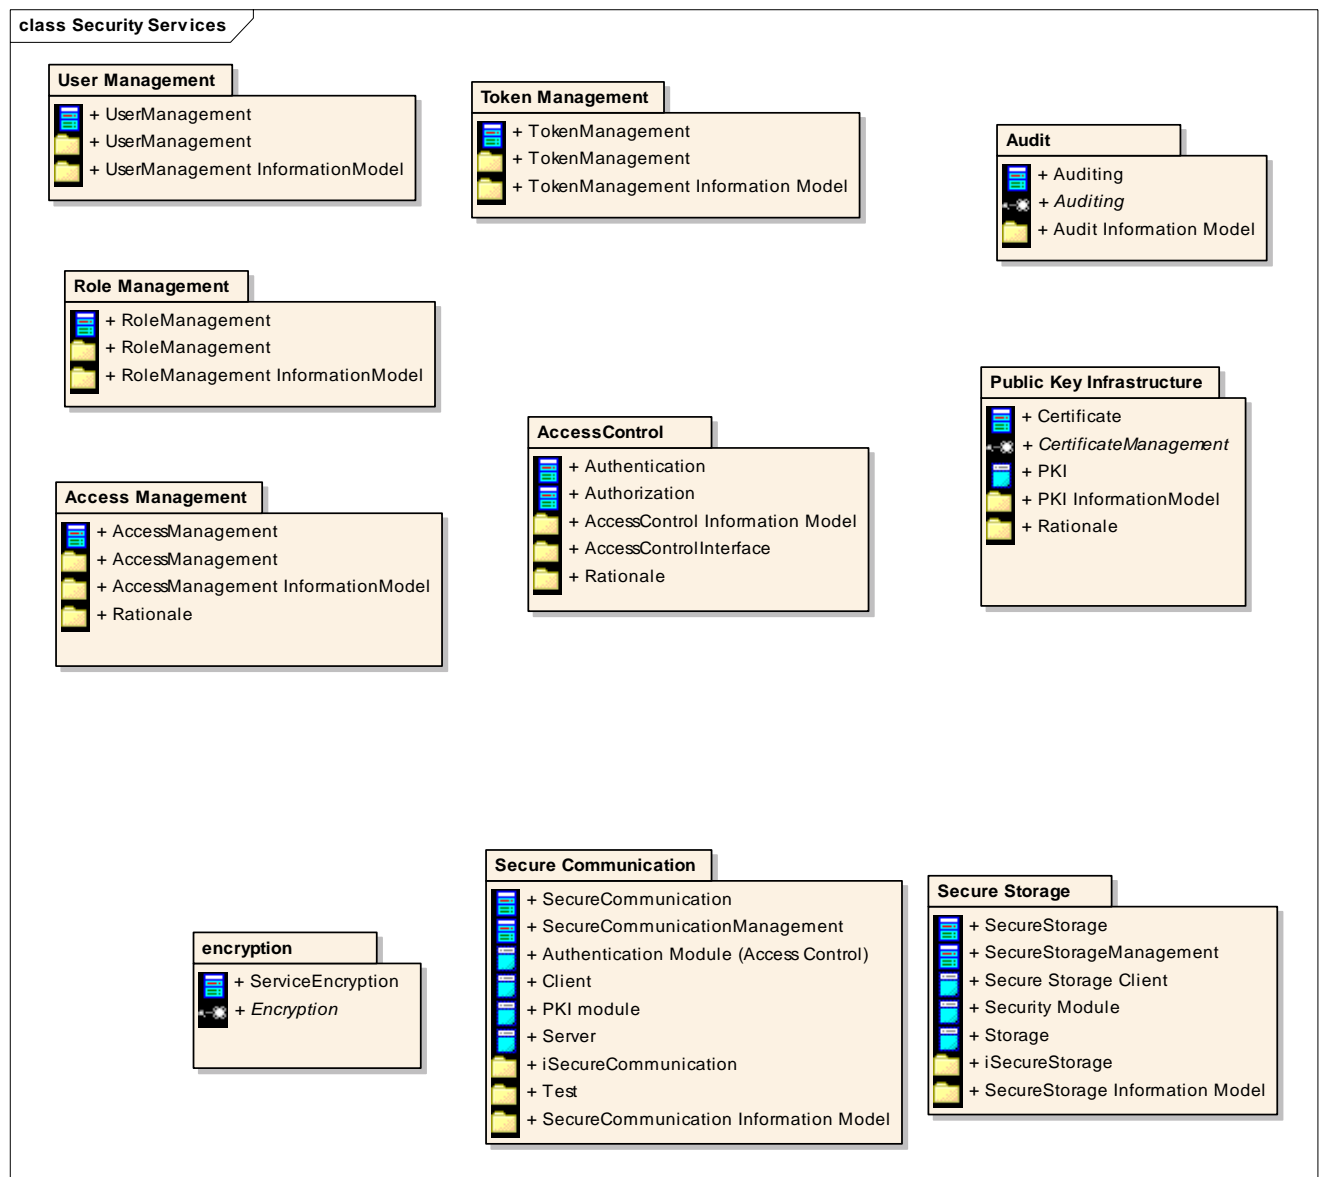 class Security Services
User Management
+ UserManagement
+ UserManagement
+ UserManagement InformationModel
Token Management
+ TokenManagement
+ TokenManagement
+ TokenManagement Information Model
Audit
+ Auditing
+ Auditing
+ Audit Information Model
Role Management
+ RoleManagement
+ RoleManagement
+ RoleManagement InformationModel
Public Key Infrastructure
+ Certificate
+ CertificateManagement
+ PKI
+ PKI InformationModel
+ Rationale
AccessControl
+ Authentication
+ Authorization
+ AccessControl Information Model
+ AccessControlInterface
+ Rationale
Access Management
+ AccessManagement
+ AccessManagement
+ AccessManagement InformationModel
+ Rationale
Secure Communication
+ SecureCommunication
+ SecureCommunicationManagement
+ Authentication Module (Access Control)
+ Client
+ PKI module
+ Server
+ iSecureCommunication
+ Test
+ SecureCommunication Information Model
Secure Storage
+ SecureStorage
+ SecureStorageManagement
+ Secure Storage Client
+ Security Module
+ Storage
+ iSecureStorage
+ SecureStorage Information Model
encryption
+ ServiceEncryption
+ Encryption